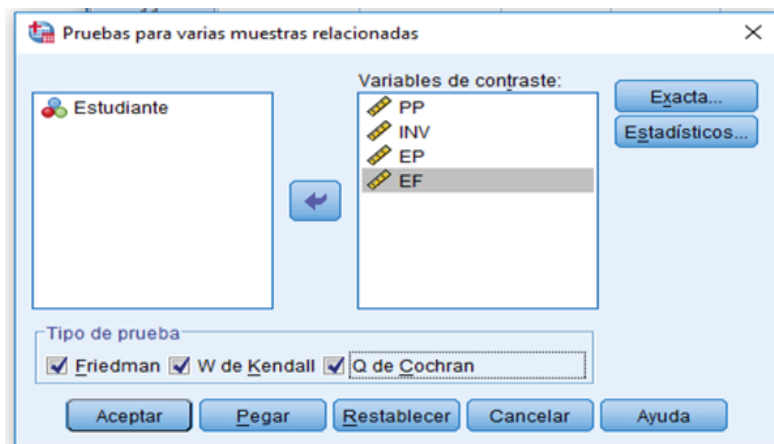 Pruebas para varias muestras relacionadas
Variables de contraste:
Estudiante
PP
INV
EP
EF
Exacta...
Estadísticos...
Tipo de prueba
Friedman
W de Kendall
Q de Cochran
Aceptar
Pegar
Restablecer
Cancelar
Ayuda